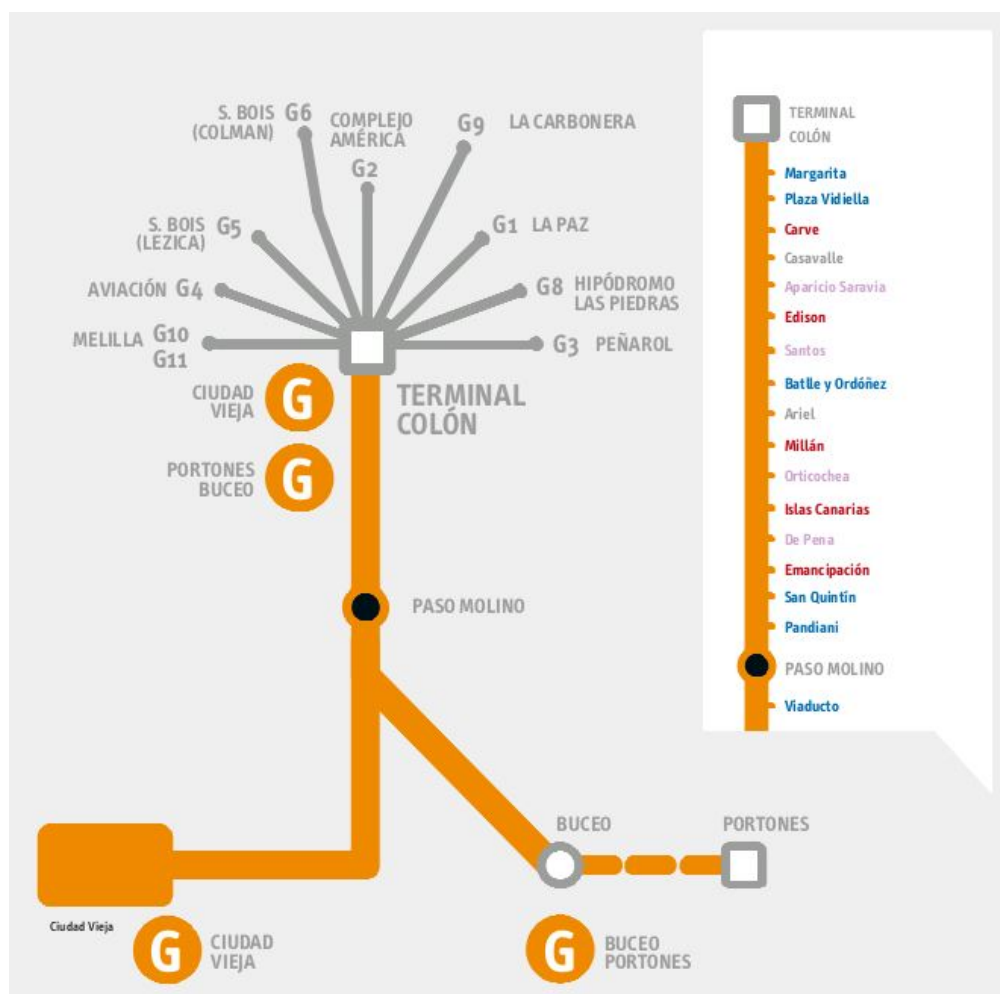 S. BOIS G6
(COLMAN)
COMPLEJO
AMÉRICA
G2
G9 LA CARBONERA
S. BOIS G5
(LEZICA)
G1 LA PAZ
AVIACIÓN G4
G8 HIPÓDROMO
LAS PIEDRAS
MELILLA G10
G11
G3 PEÑAROL
CIUDAD
VIEJA
G
TERMINAL
COLÓN
PORTONES
BUCEO
G
PASO MOLINO
BUCEO
PORTONES
Ciudad Vieja
G
CIUDAD
VIEJA
G
BUCEO
PORTONES
TERMINAL
COLÓN
Margarita
Plaza Vidiella
Carve
Casavalle
Aparicio Saravia
Edison
Santos
Batlle y Ordóñez
Ariel
Millán
Orticochea
Islas Canarias
De Pena
Emancipación
San Quintín
Pandiani
PASO MOLINO
Viaducto